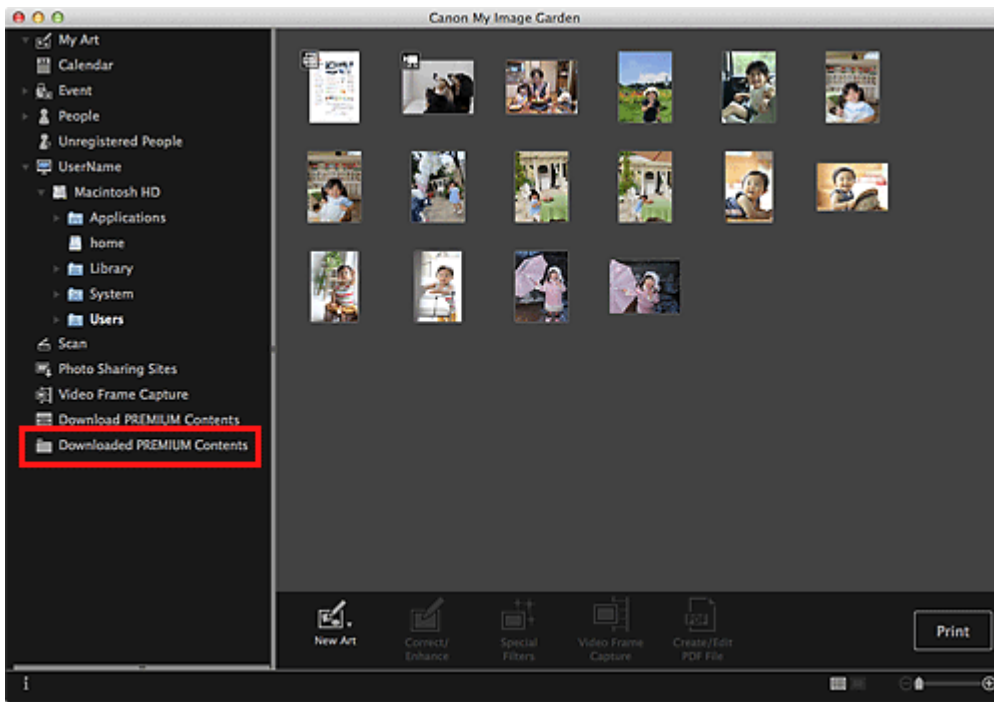 Canon My Image Garden
My Art
Calendar
Event
People
Unregistered People
UserName
Macintosh HD
Applications
home
Library
System
Users
Scan
Photo Sharing Sites
Video Frame Capture
Download PREMIUM Contents
Downloaded PREMIUM Contents
New Art
Correct/
Enhance
Special
Filters
Video Frame
Capture
Create/Edit
PDF File
Print